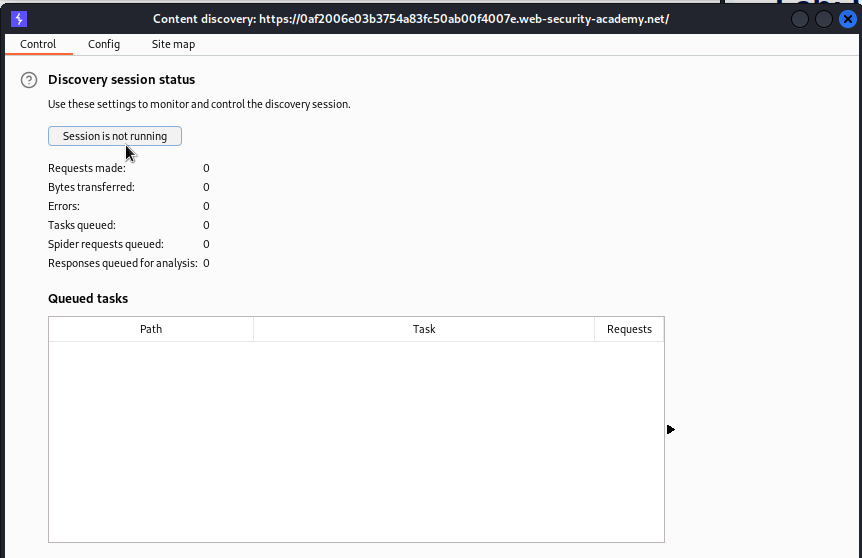 Content discovery: https://0af2006e03b3754a83fc50ab00f4007e.web-security-academy.net/
Control Config Site map
Discovery session status
Use these settings to monitor and control the discovery session.
Session is not running
Requests made: 0
Bytes transferred: 0
Errors: 0
Tasks queued: 0
Spider requests queued: 0
Responses queued for analysis: 0
Queued tasks
Path Task Requests